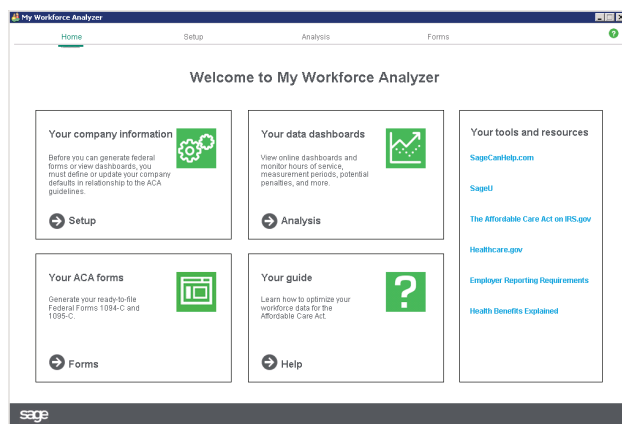 My Workforce Analyzer
Home Setup Analysis Forms ?
Welcome to My Workforce Analyzer
Your company information
Before you can generate federal
forms or view dashboards, you
must define or update your company
defaults in relationship to the ACA
guidelines.
Setup
Your data dashboards
View online dashboards and
monitor hours of service,
measurement periods, potential
penalties, and more.
Analysis
Your tools and resources
SageCanHelp.com
SageU
The Affordable Care Act on IRS.gov
Healthcare.gov
Employer Reporting Requirements
Health Benefits Explained
Your ACA forms
Generate your ready-to-file
Federal Forms 1094-C and
1095-C.
Forms
Your guide
Learn how to optimize your
workforce data for the
Affordable Care Act.
?
Help
sage